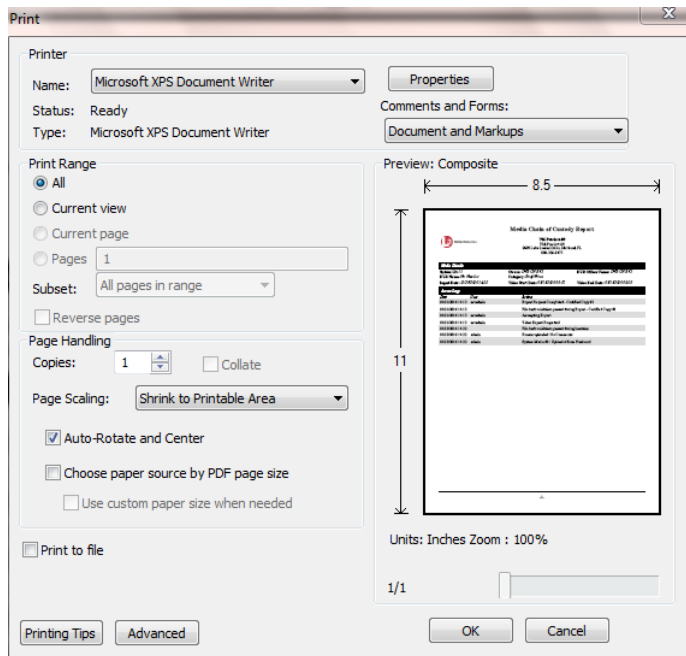 Print
Printer
Name: Microsoft XPS Document Writer
Properties
Status: Ready
Comments and Forms:
Type: Microsoft XPS Document Writer
Document and Markups
Print Range
All
Current view
Current page
Pages 1
Subset: All pages in range
Reverse pages
Page Handling
Copies: 1
Collate
Page Scaling: Shrink to Printable Area
Auto-Rotate and Center
Choose paper source by PDF page size
Use custom paper size when needed
Print to file
Preview: Composite
8.5
11
Media Chain of Custody Report
Units: Inches Zoom : 100%
1/1
Printing Tips
Advanced
OK
Cancel